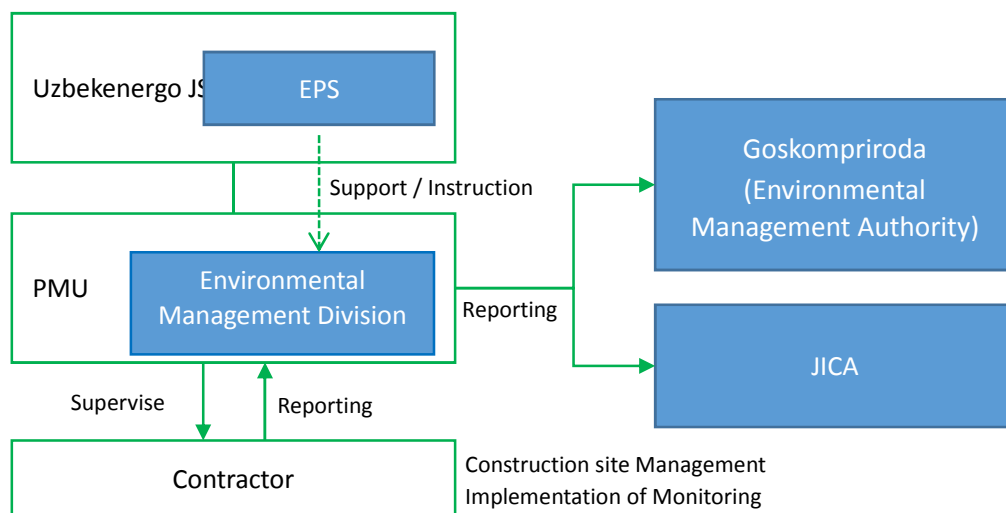 Uzbekenergo JS
EPS
Support / Instruction
Goskompriroda
(Environmental
Management Authority)
PMU
Environmental
Management Division
Reporting
JICA
Supervise
Reporting
Contractor
Construction site Management
Implementation of Monitoring